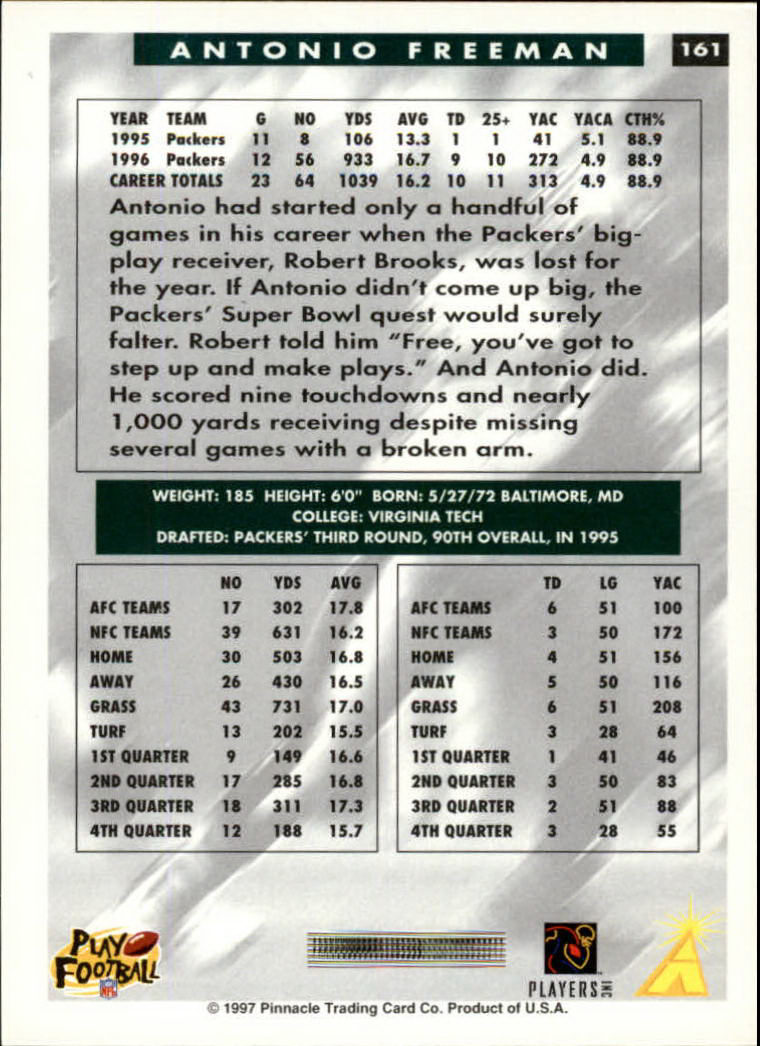 ANTONIO FREEMAN 161
YEAR TEAM G NO YDS AVG TD 25+ YAC YACA CTH%
1995 Packers 11 8 106 13.3 1 1 41 5.1 88.9
1996 Packers 12 56 933 16.7 9 10 272 4.9 88.9
CAREER TOTALS 23 64 1039 16.2 10 11 313 4.9 88.9
Antonio had started only a handful of
games in his career when the Packers' big-
play receiver, Robert Brooks, was lost for
the year. If Antonio didn't come up big, the
Packers' Super Bowl quest would surely
falter. Robert told him "Free, you've got to
step up and make plays." And Antonio did.
He scored nine touchdowns and nearly
1,000 yards receiving despite missing
several games with a broken arm.
WEIGHT: 185 HEIGHT: 6'0" BORN: 5/27/72 BALTIMORE, MD
COLLEGE: VIRGINIA TECH
DRAFTED: PACKERS' THIRD ROUND, 90TH OVERALL, IN 1995
NO YDS AVG
AFC TEAMS 17 302 17.8
NFC TEAMS 39 631 16.2
HOME 30 503 16.8
AWAY 26 430 16.5
GRASS 43 731 17.0
TURF 13 202 15.5
1ST QUARTER 9 149 16.6
2ND QUARTER 17 285 16.8
3RD QUARTER 18 311 17.3
4TH QUARTER 12 188 15.7
TD LG YAC
AFC TEAMS 6 51 100
NFC TEAMS 3 50 172
HOME 4 51 156
AWAY 5 50 116
GRASS 6 51 208
TURF 3 28 64
1ST QUARTER 1 41 46
2ND QUARTER 3 50 83
3RD QUARTER 2 51 88
4TH QUARTER 3 28 55
PLAY
FOOTBALL
NFL
PLAYERS INC
© 1997 Pinnacle Trading Card Co. Product of U.S.A.